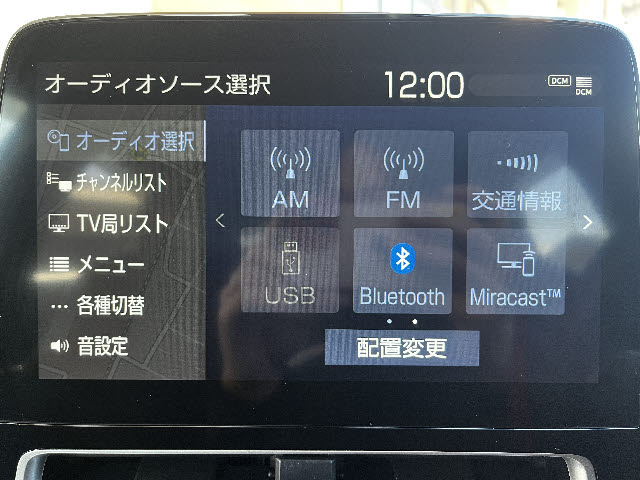 オーディオソース選択
12:00
DCM
DCM
オーディオ選択
チャンネルリスト
TV局リスト
メニュー
各種切替
音設定
AM
FM
交通情報
USB
Bluetooth
Miracast™
配置変更